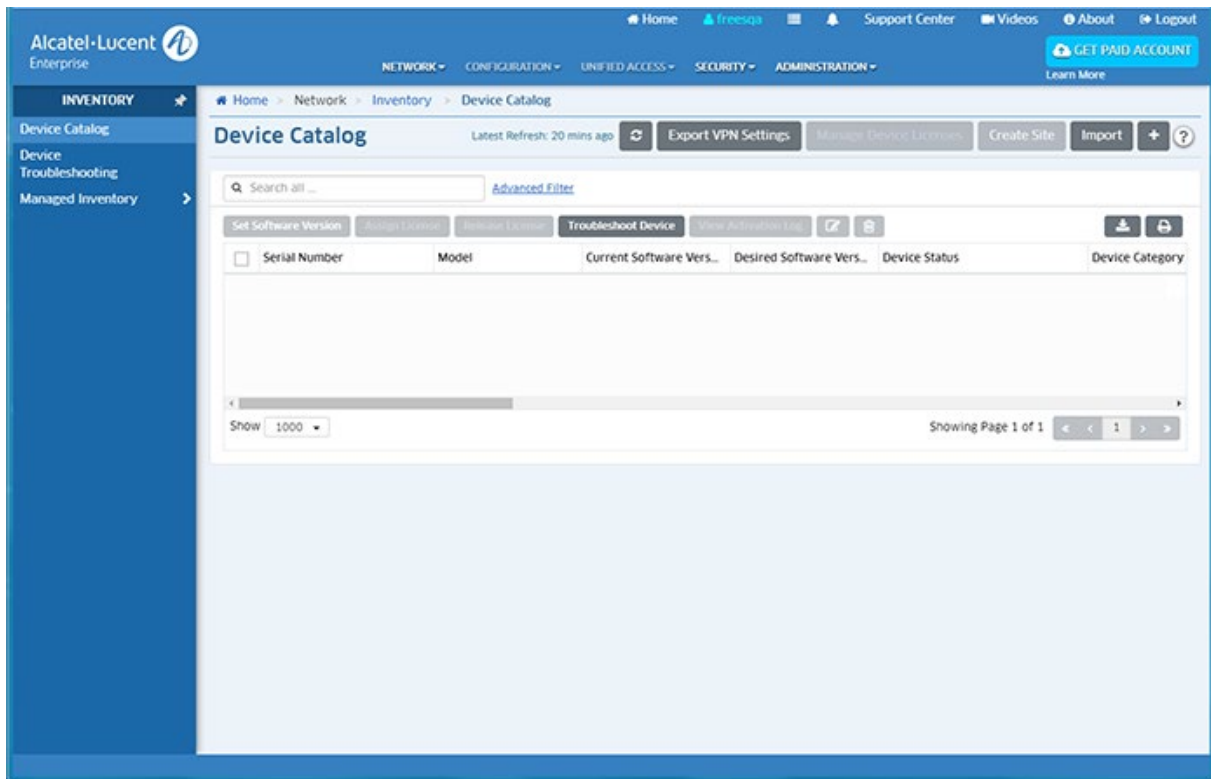 Home freesqa Support Center Videos About Logout
Alcatel·Lucent
Enterprise
GET PAID ACCOUNT
Learn More
NETWORK CONFIGURATION UNIFIED ACCESS SECURITY ADMINISTRATION
INVENTORY
Home > Network > Inventory > Device Catalog
Device Catalog
Device
Troubleshooting
Managed Inventory
Device Catalog
Latest Refresh: 20 mins ago
Export VPN Settings Manage Device Licenses Create Site Import + ?
Search all ... Advanced Filter
Set Software Version Assign License Remove License Troubleshoot Device View Activation Log
Serial Number Model Current Software Vers... Desired Software Vers... Device Status Device Category
Show 1000 Showing Page 1 of 1 « < 1 > »